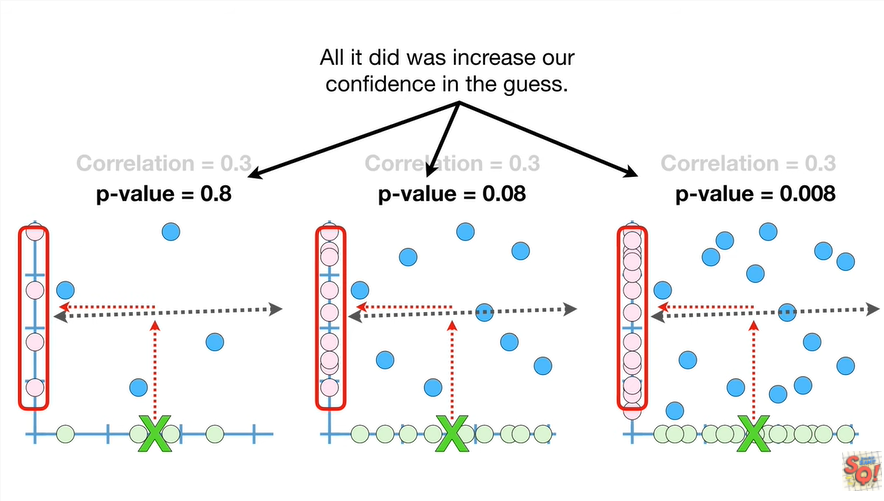 All it did was increase our
confidence in the guess.
Correlation = 0.3
p-value = 0.8
Correlation = 0.3
p-value = 0.08
Correlation = 0.3
p-value = 0.008
X
X
X
SQ!